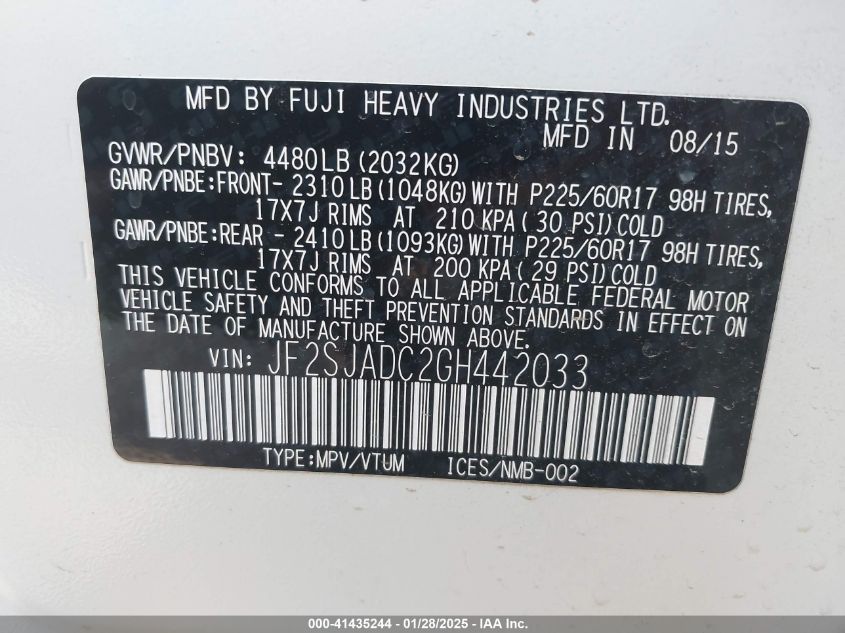 MFD BY FUJI HEAVY INDUSTRIES LTD.
MFD IN 08/15
GVWR/PNBV: 4480LB (2032KG)
GAWR/PNBE:FRONT- 2310LB(1048KG)WITH P225/60R17 98H TIRES,
17X7J RIMS AT 210 KPA( 30 PSI)COLD
GAWR/PNBE:REAR - 2410LB(1093KG)WITH P225/60R17 98H TIRES,
17X7J RIMS AT 200 KPA( 29 PSI)COLD
THIS VEHICLE CONFORMS TO ALL APPLICABLE FEDERAL MOTOR
VEHICLE SAFETY AND THEFT PREVENTION STANDARDS IN EFFECT ON
THE DATE OF MANUFACTURE SHOWN ABOVE.
VIN: JF2SJADC2GH442033
TYPE:MPV/VTUM ICES/NMB-002
000-41435244 - 01/28/2025 - IAA Inc.